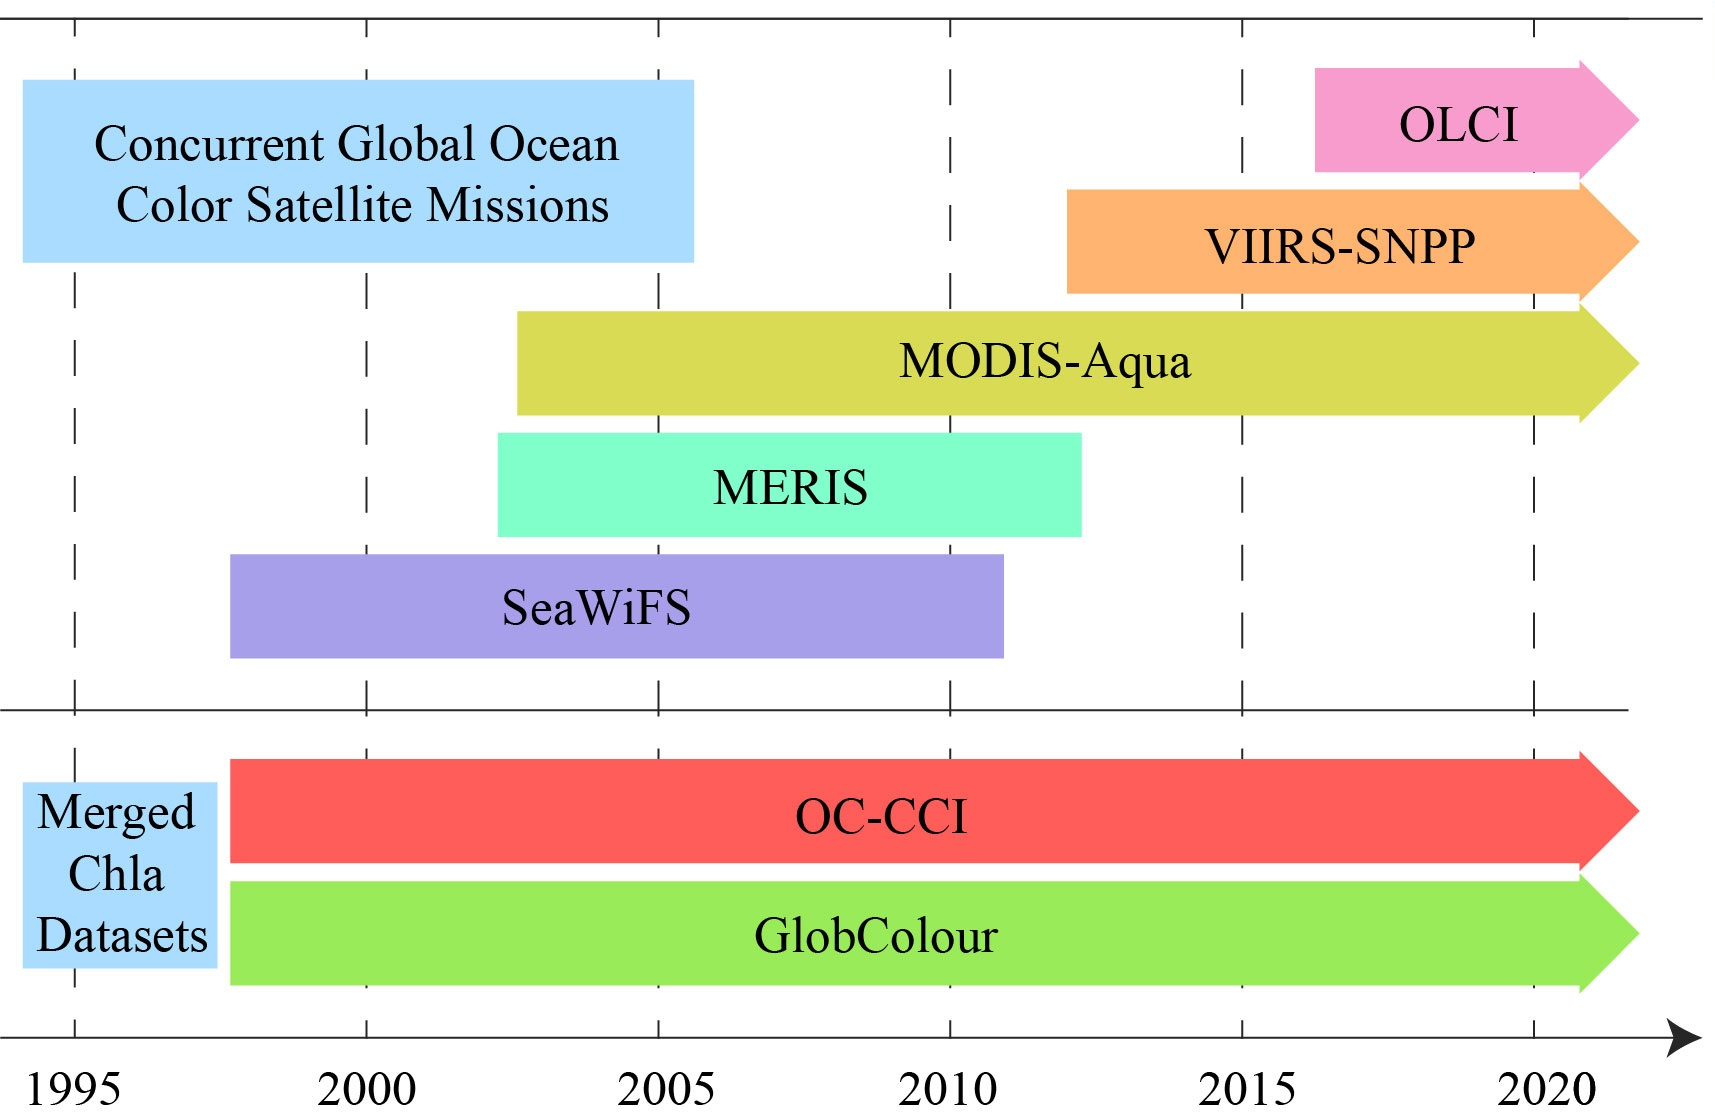 Concurrent Global Ocean
Color Satellite Missions
OLCI
VIIRS-SNPP
MODIS-Aqua
MERIS
SeaWiFS
Merged
Chla
Datasets
OC-CCI
GlobColour
1995 2000 2005 2010 2015 2020